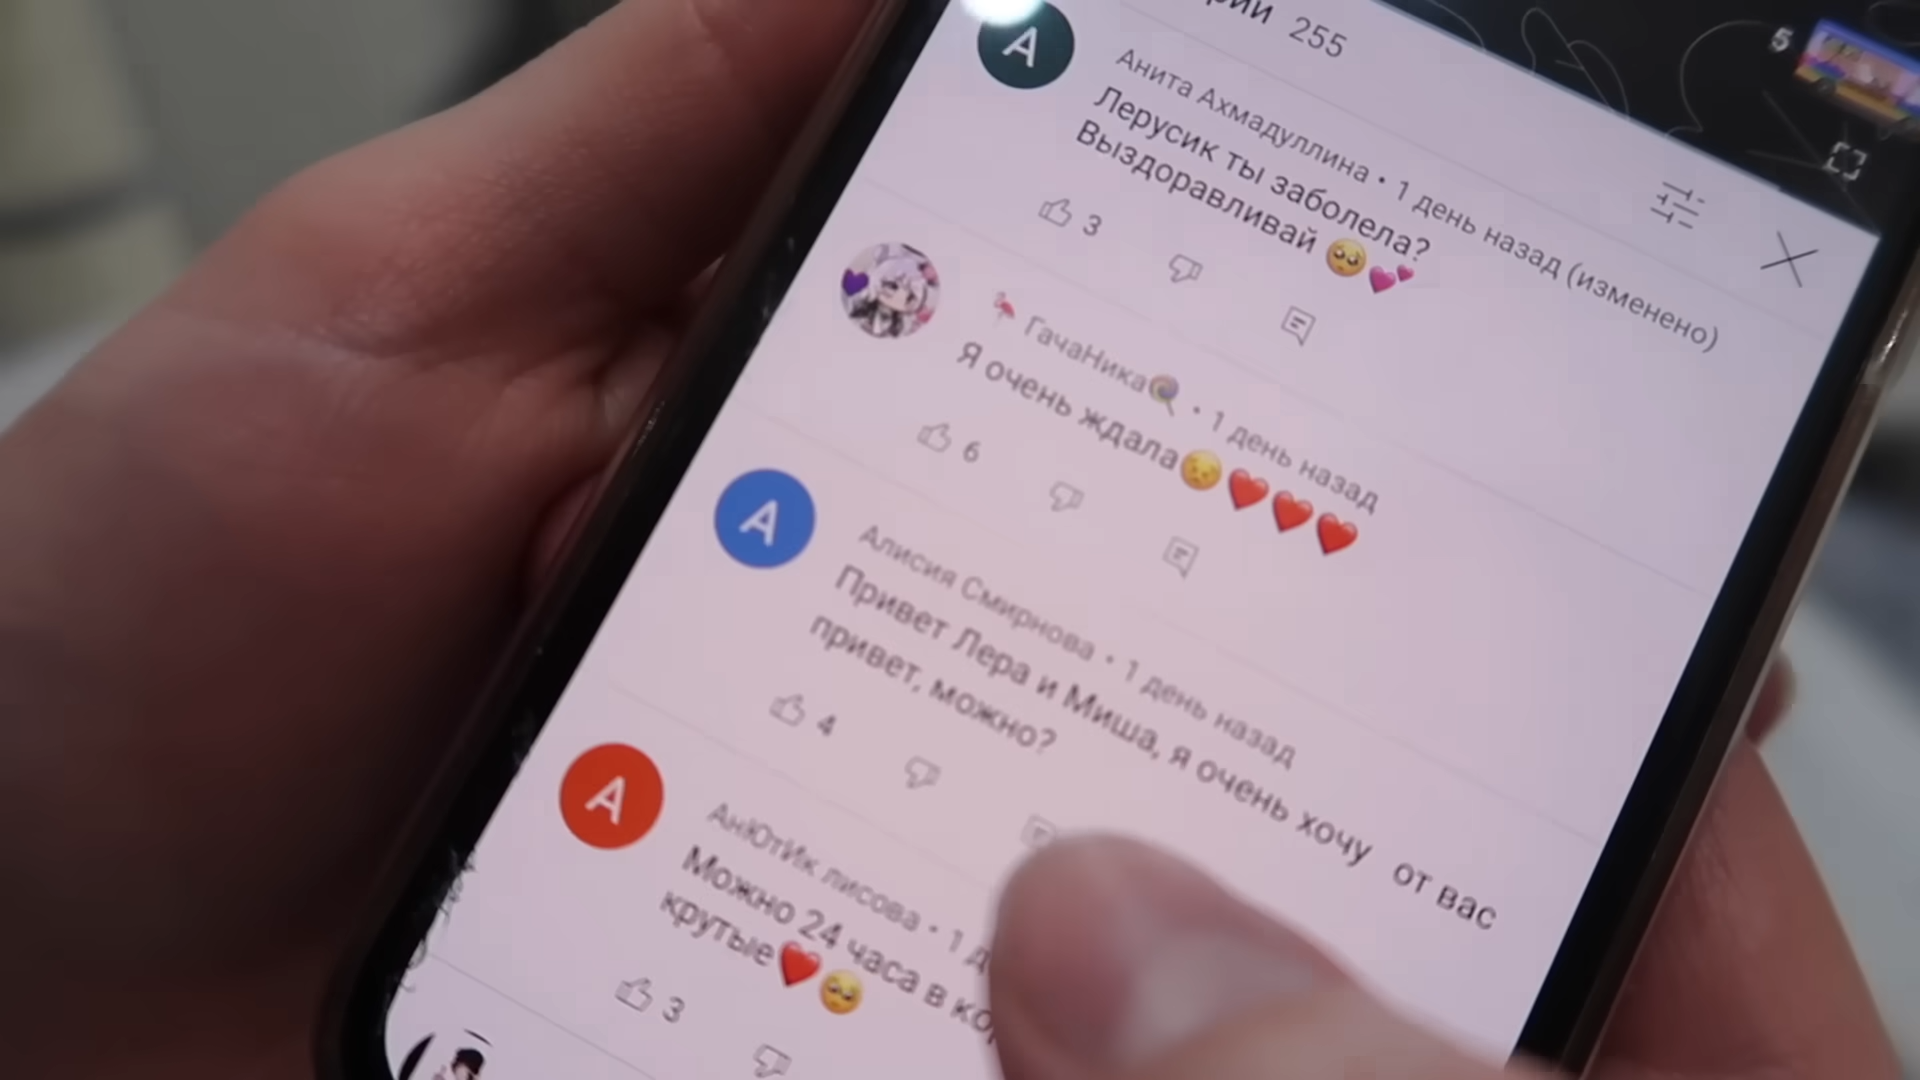 255
5
A
Анита Ахмадуллина • 1 день назад (изменено)
Лерусик ты заболела?
Выздоравливай 🥺💕
3
🦩 ГачаНика🍭 • 1 день назад
Я очень ждала😣❤️❤️❤️
6
A
Алисия Смирнова • 1 день назад
Привет Лера и Миша, я очень хочу от вас
привет, можно?
4
A
АнЮтИк лисова • 1
Можно 24 часа в
крутые❤️🥺
3